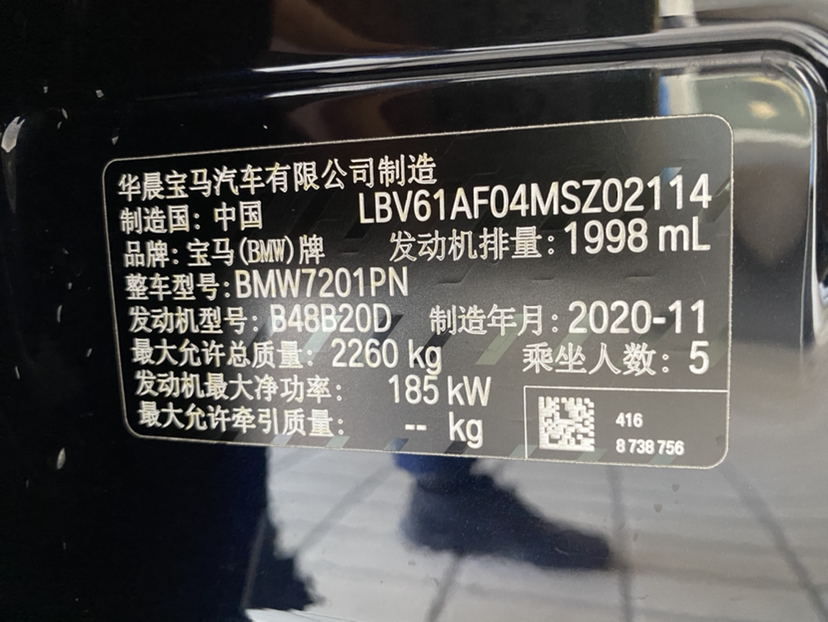 华晨宝马汽车有限公司制造
制造国: 中国 LBV61AF04MSZ02114
品牌: 宝马(BMW)牌 发动机排量: 1998 mL
整车型号: BMW7201PN
发动机型号: B48B20D 制造年月: 2020-11
最大允许总质量: 2260 kg 乘坐人数: 5
发动机最大净功率: 185 kW
最大允许牵引质量: -- kg
416
8 738 756